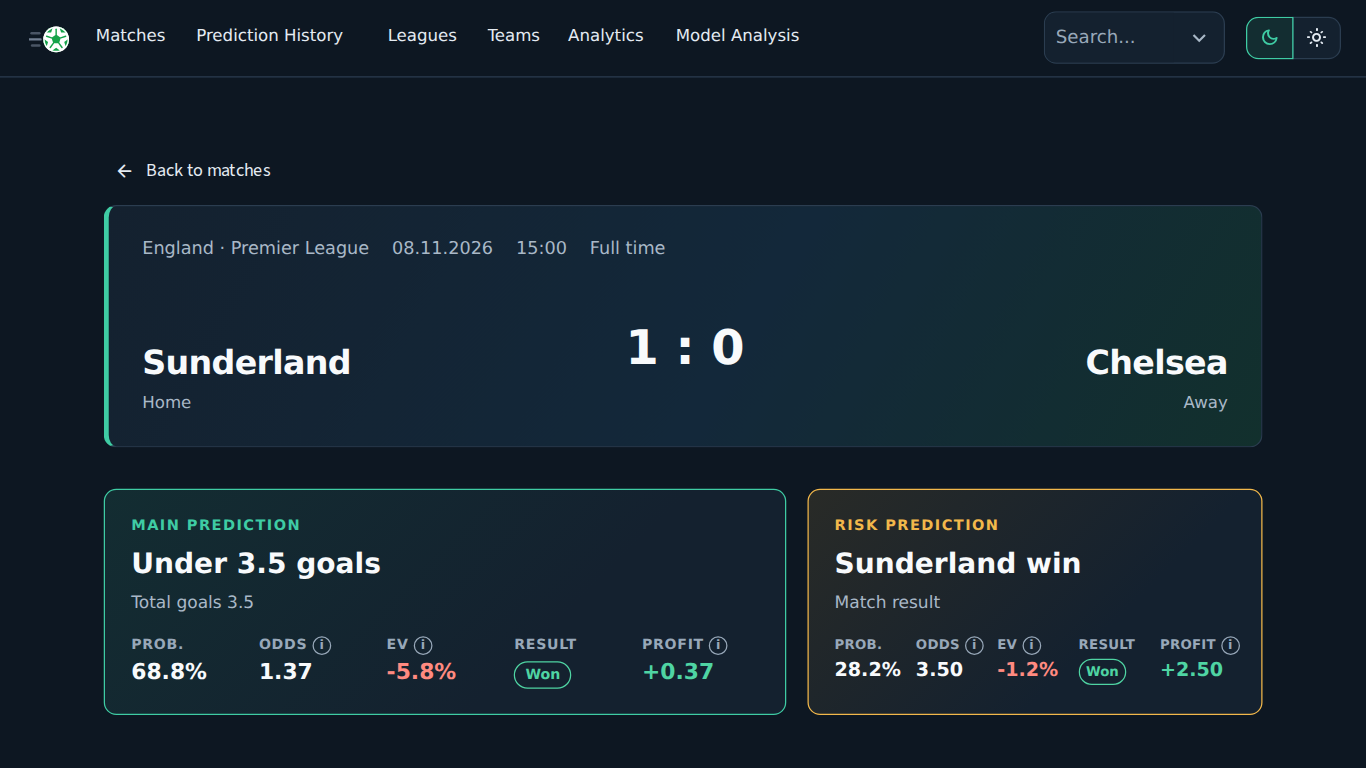 Matches Prediction History Leagues Teams Analytics Model Analysis Search...
Back to matches
England · Premier League 08.11.2026 15:00 Full time
Sunderland 1 : 0 Chelsea
Home Away
MAIN PREDICTION
Under 3.5 goals
Total goals 3.5
PROB. ODDS i EV i RESULT PROFIT i
68.8% 1.37 -5.8% Won +0.37
RISK PREDICTION
Sunderland win
Match result
PROB. ODDS i EV i RESULT PROFIT i
28.2% 3.50 -1.2% Won +2.50